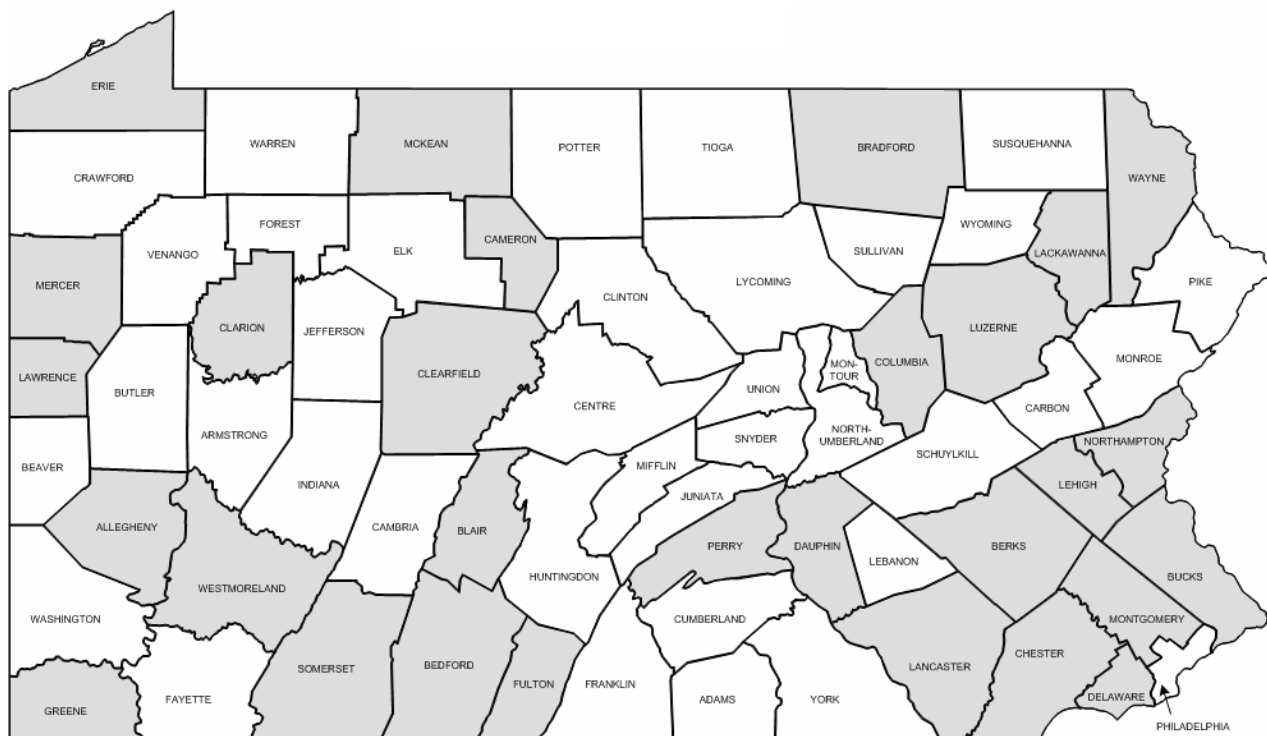 ERIE
WARREN
MCKEAN
POTTER
TIOGA
BRADFORD
SUSQUEHANNA
WAYNE
CRAWFORD
FOREST
VENANGO
ELK
CAMERON
SULLIVAN
WYOMING
LACKAWANNA
PIKE
MERCER
CLARION
JEFFERSON
CLINTON
LYCOMING
LUZERNE
MONROE
LAWRENCE
BUTLER
CLEARFIELD
CENTRE
UNION
MON-
TOUR
COLUMBIA
CARBON
ARMSTRONG
SNYDER
NORTH-
UMBERLAND
SCHUYLKILL
NORTHAMPTON
BEAVER
INDIANA
MIFFLIN
JUNIATA
LEHIGH
ALLEGHENY
CAMBRIA
BLAIR
PERRY
DAUPHIN
LEBANON
BERKS
BUCKS
WESTMORELAND
HUNTINGDON
WASHINGTON
CUMBERLAND
MONTGOMERY
SOMERSET
BEDFORD
FULTON
FRANKLIN
ADAMS
YORK
LANCASTER
CHESTER
DELAWARE
GREENE
FAYETTE
PHILADELPHIA